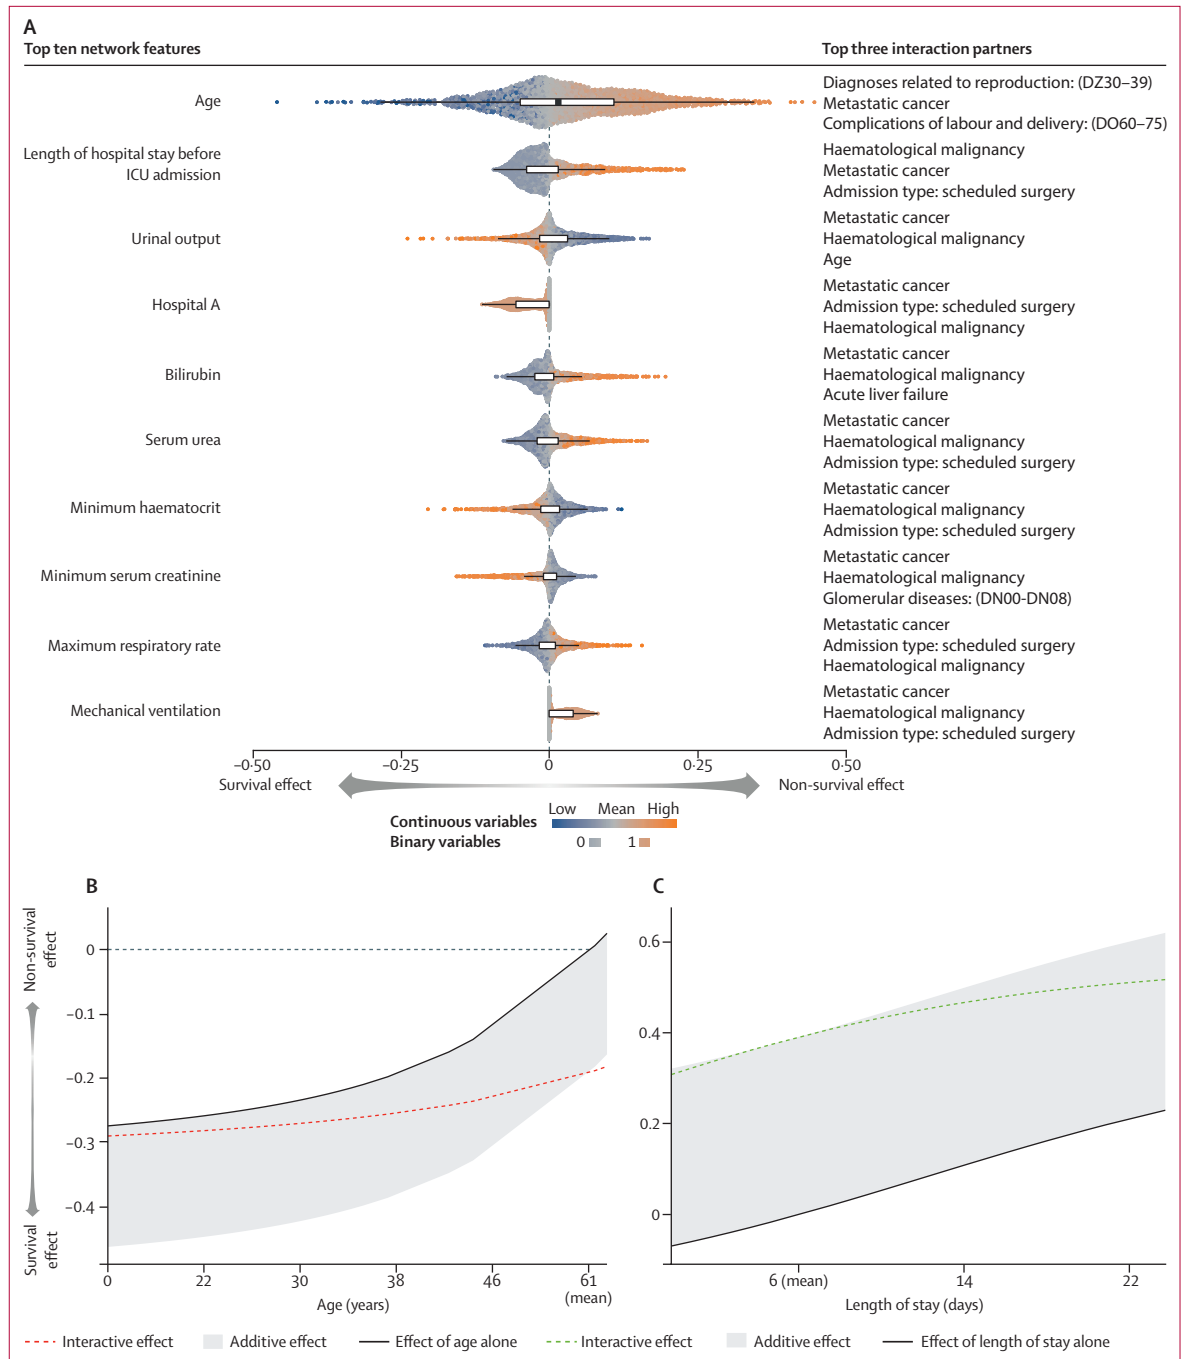 A
Top ten network features
Top three interaction partners
Age
Diagnoses related to reproduction: (DZ30–39)
Metastatic cancer
Complications of labour and delivery: (DO60–75)
Length of hospital stay before
ICU admission
Haematological malignancy
Metastatic cancer
Admission type: scheduled surgery
Urinal output
Metastatic cancer
Haematological malignancy
Age
Hospital A
Metastatic cancer
Admission type: scheduled surgery
Haematological malignancy
Bilirubin
Metastatic cancer
Haematological malignancy
Acute liver failure
Serum urea
Metastatic cancer
Haematological malignancy
Admission type: scheduled surgery
Minimum haematocrit
Metastatic cancer
Haematological malignancy
Admission type: scheduled surgery
Minimum serum creatinine
Metastatic cancer
Haematological malignancy
Glomerular diseases: (DN00-DN08)
Maximum respiratory rate
Metastatic cancer
Admission type: scheduled surgery
Haematological malignancy
Mechanical ventilation
Metastatic cancer
Haematological malignancy
Admission type: scheduled surgery
–0·50 –0·25 0 0·25 0·50
Survival effect
Non-survival effect
Low Mean High
Continuous variables
Binary variables 0 1
B
Non-survival
effect
Survival
effect
0
–0.1
–0.2
–0.3
–0.4
0 22 30 38 46 61
(mean)
Age (years)
C
0.6
0.4
0.2
0
6 (mean) 14 22
Length of stay (days)
Interactive effect Additive effect Effect of age alone Interactive effect Additive effect Effect of length of stay alone